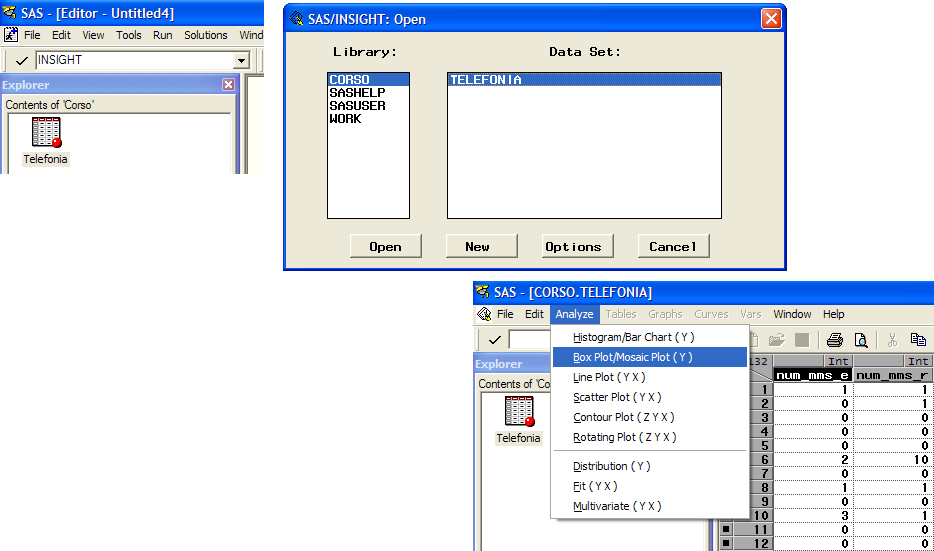 SAS - [Editor - Untitled4]
File Edit View Tools Run Solutions Wind
INSIGHT
Explorer
Contents of 'Corso'
Telefonia
SAS/INSIGHT: Open
Library: Data Set:
CORSO TELEFONIA
SASHELP
SASUSER
WORK
Open New Options Cancel
SAS - [CORSO.TELEFONIA]
File Edit Analyze Tables Graphs Curves Vars Window Help
Explorer
Contents of 'Co
Telefonia
Histogram/Bar Chart ( Y )
Box Plot/Mosaic Plot ( Y )
Line Plot ( Y X )
Scatter Plot ( Y X )
Contour Plot ( Z Y X )
Rotating Plot ( Z Y X )
Distribution ( Y )
Fit ( Y X )
Multivariate ( Y X )
132 Int Int
num_mms_e num_mms_r
1 1 1
2 0 1
3 0 0
4 0 0
5 0 0
6 2 10
7 0 0
8 1 1
9 0 0
10 3 1
11 0 0
12 0 0